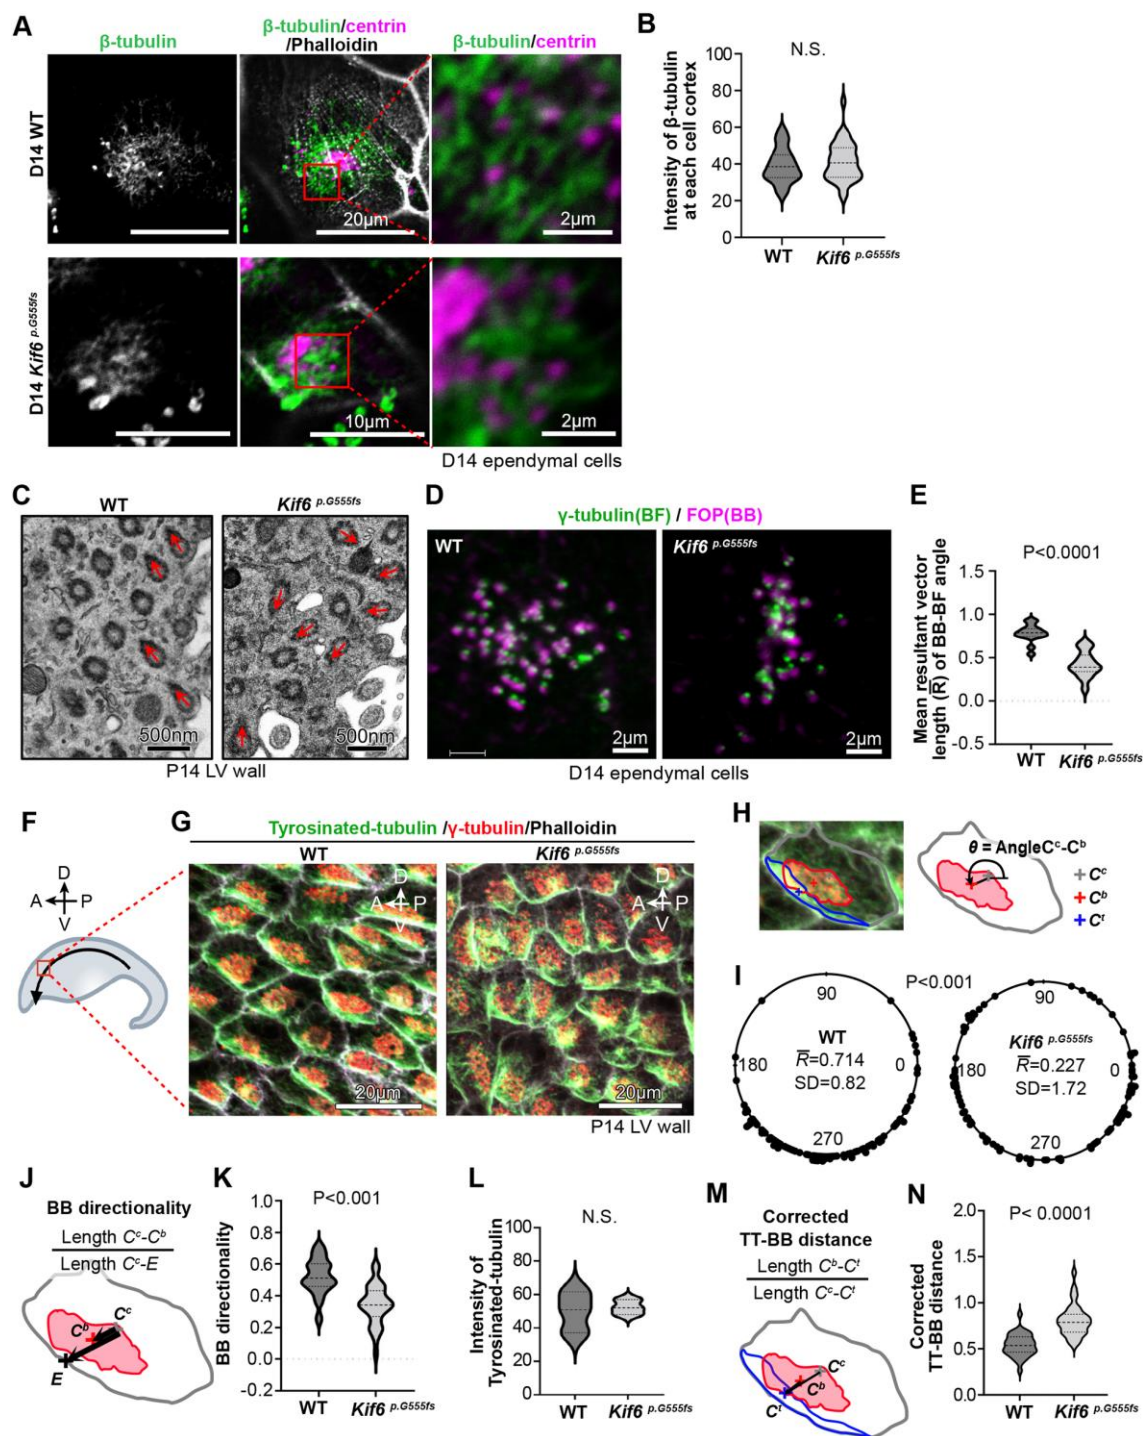 A
β-tubulin
β-tubulin/centrin
/Phalloidin
β-tubulin/centrin
D14 WT
20µm
2µm
D14 Kif6 p.G555fs
10µm
2µm
D14 ependymal cells
B
N.S.
Intensity of β-tubulin
at each cell cortex
100
80
60
40
20
0
WT
Kif6 p.G555fs
C
WT
Kif6 p.G555fs
500nm
500nm
P14 LV wall
D
γ-tubulin(BF) / FOP(BB)
WT
Kif6 p.G555fs
2µm
2µm
D14 ependymal cells
E
P<0.0001
Mean resultant vector
length (R̅) of BB-BF angle
1.5
1.0
0.5
0.0
-0.5
WT
Kif6 p.G555fs
F
D
A
P
V
G
Tyrosinated-tubulin /γ-tubulin/Phalloidin
WT
Kif6 p.G555fs
D
A
P
V
D
A
P
V
20µm
20µm
P14 LV wall
H
θ = AngleCᶜ-Cᵇ
Cᶜ
Cᵇ
Cᵗ
I
P<0.001
90
WT
180
R̅=0.714
0
SD=0.82
270
90
Kif6 p.G555fs
180
R̅=0.227
0
SD=1.72
270
J
BB directionality
Length Cᶜ-Cᵇ
Length Cᶜ-E
Cᶜ
Cᵇ
E
K
P<0.001
BB directionality
1.0
0.8
0.6
0.4
0.2
0.0
-0.2
WT
Kif6 p.G555fs
L
N.S.
Intensity of
Tyrosinated-tubulin
100
80
60
40
20
0
WT
Kif6 p.G555fs
M
Corrected
TT-BB distance
Length Cᵇ-Cᵗ
Length Cᶜ-Cᵗ
Cᶜ
Cᵇ
Cᵗ
N
P< 0.0001
Corrected
TT-BB distance
2.0
1.5
1.0
0.5
0.0
WT
Kif6 p.G555fs